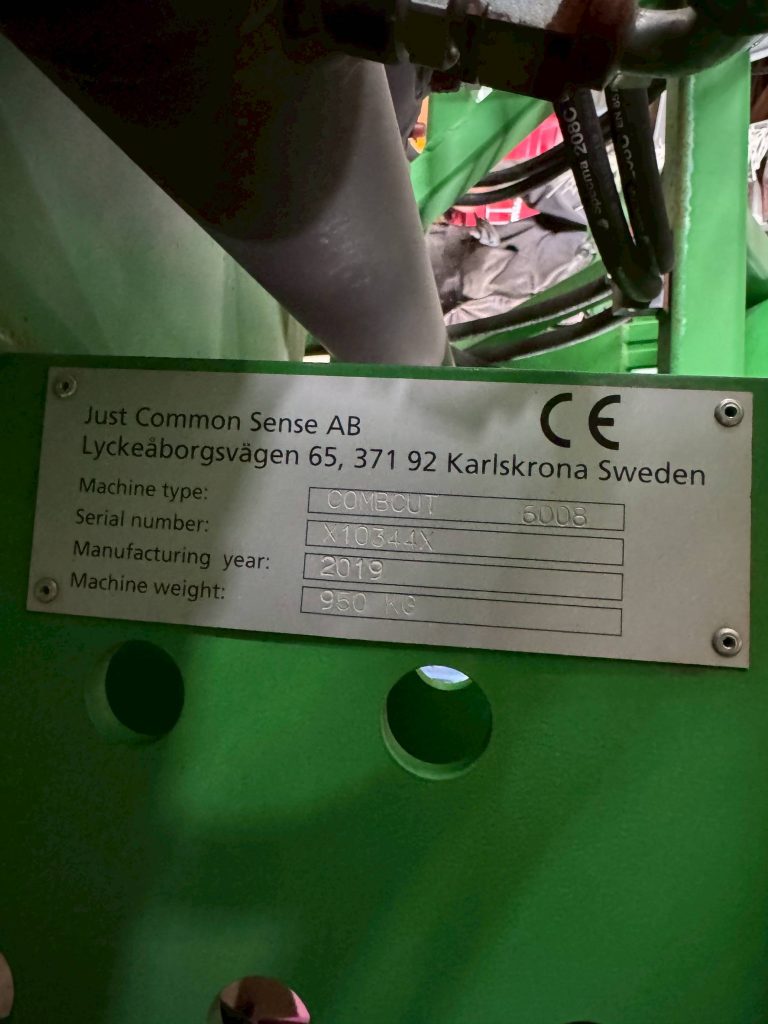 208C
Just Common Sense AB
CE
Lyckeåborgsvägen 65, 371 92 Karlskrona Sweden
Machine type: COMBCUT 6008
Serial number: X10344X
Manufacturing year: 2019
Machine weight: 950 KG